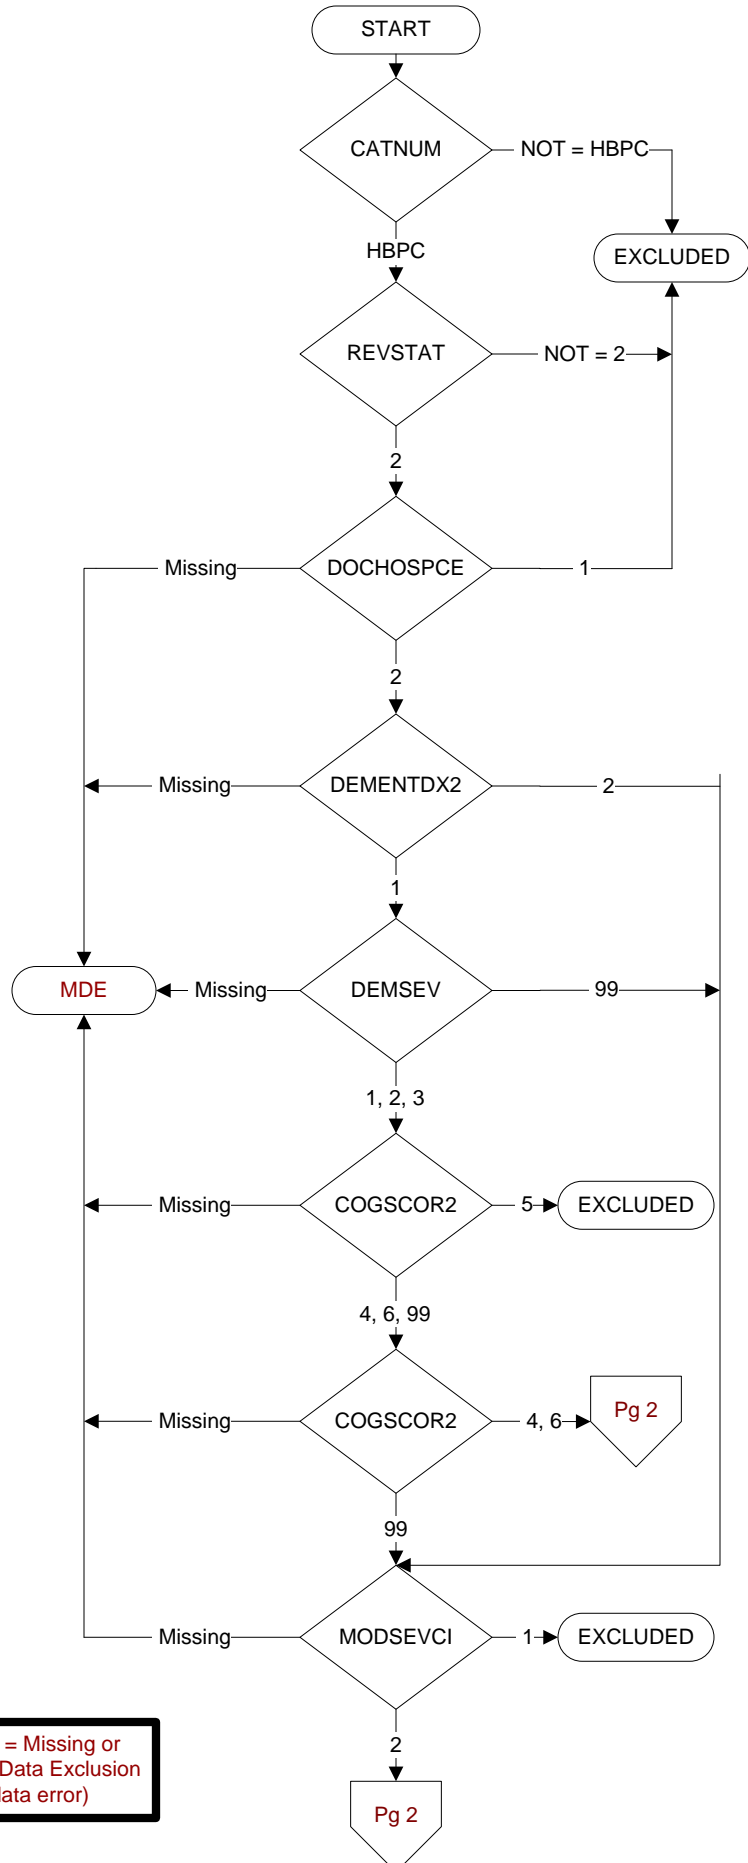 START
CATNUM
NOT = HBPC
HBPC
EXCLUDED
REVSTAT
NOT = 2
2
Missing
DOCHOSPCE
1
2
Missing
DEMENTDX2
2
1
MDE
Missing
DEMSEV
99
1, 2, 3
Missing
COGSCOR2
5
EXCLUDED
4, 6, 99
Missing
COGSCOR2
4, 6
Pg 2
99
Missing
MODSEVCI
1
EXCLUDED
= Missing or
Data Exclusion
data error)
2
Pg 2